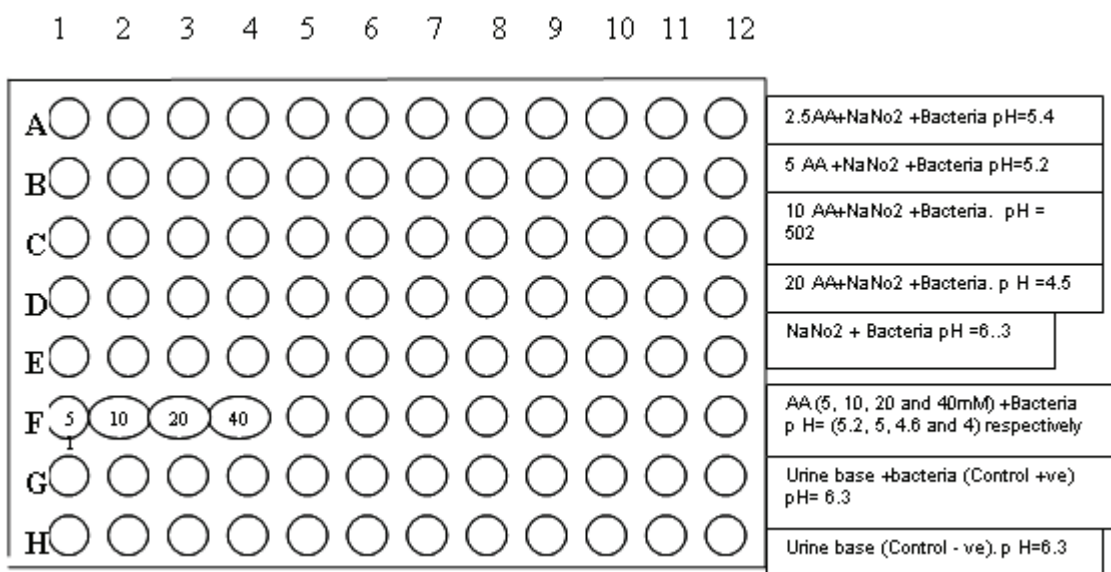 1 2 3 4 5 6 7 8 9 10 11 12
A
2.5AA+NaNo2 +Bacteria pH=5.4
B
5 AA +NaNo2 +Bacteria pH=5.2
C
10 AA+NaNo2 +Bacteria. pH =
502
D
20 AA+NaNo2 +Bacteria. p H =4.5
E
NaNo2 + Bacteria pH =6..3
F 5 10 20 40
1
AA (5, 10, 20 and 40mM) +Bacteria
p H= (5.2, 5, 4.6 and 4) respectively
G
Urine base +bacteria (Control +ve)
pH= 6.3
H
Urine base (Control - ve). p H=6.3